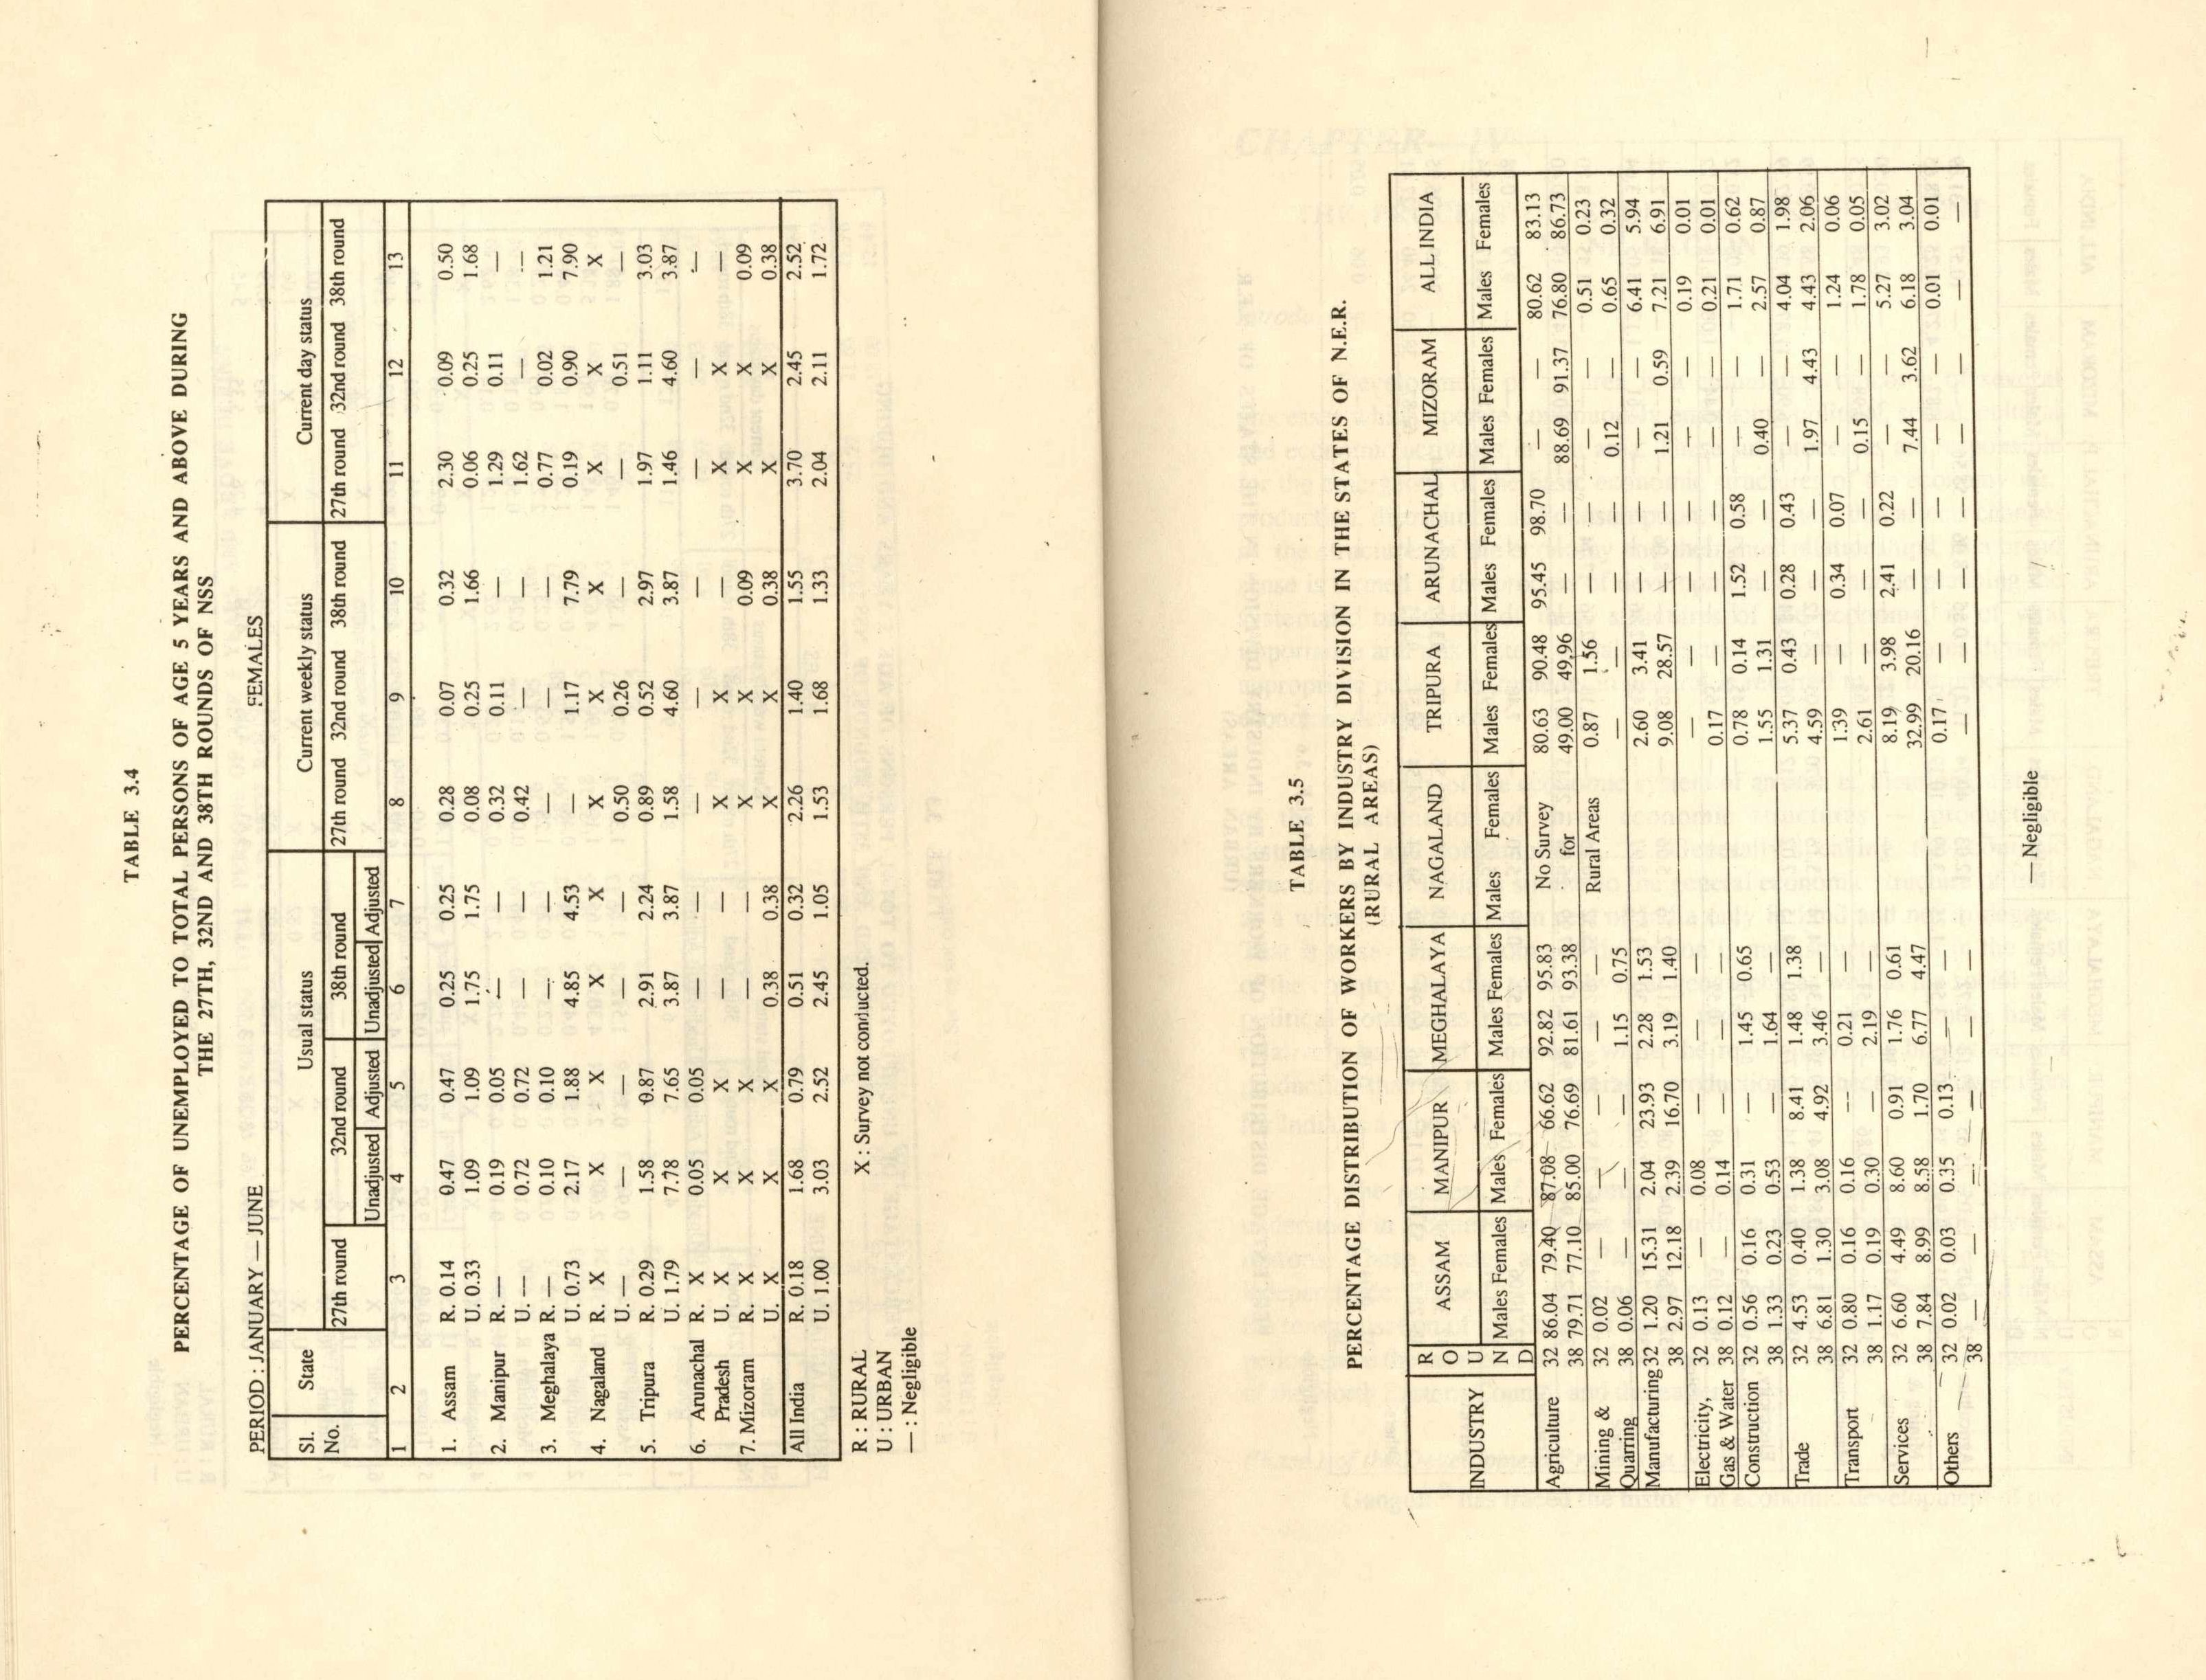 TABLE 3.4
PERCENTAGE OF UNEMPLOYED TO TOTAL PERSONS OF AGE 5 YEARS AND ABOVE DURING
THE 27TH, 32ND AND 38TH ROUNDS OF NSS
PERIOD : JANUARY — JUNE FEMALES
Sl. No. State Usual status Current weekly status Current day status
27th round 32nd round 38th round 27th round 32nd round 38th round 27th round 32nd round 38th round
Unadjusted Adjusted Unadjusted Adjusted
1 2 3 4 5 6 7 8 9 10 11 12 13
1. Assam R. 0.14 0.47 0.47 0.25 0.25 0.28 0.07 0.32 2.30 0.09 0.50
U. 0.33 1.09 1.09 1.75 1.75 0.08 0.25 1.66 0.06 0.25 1.68
2. Manipur R. — 0.19 0.05 — — 0.32 0.11 — 1.29 0.11 —
U. — 0.72 0.72 — — 0.42 — — 1.62 — —
3. Meghalaya R. — 0.10 0.10 — — — — — 0.77 0.02 1.21
U. 0.73 2.17 1.88 4.85 4.53 — 1.17 7.79 0.19 0.90 7.90
4. Nagaland R. X X X X X X X X X X X
U. — — — — — 0.50 0.26 — — 0.51 —
5. Tripura R. 0.29 1.58 0.87 2.91 2.24 0.89 0.52 2.97 1.97 1.11 3.03
U. 1.79 7.78 7.65 3.87 3.87 1.58 4.60 3.87 1.46 4.60 3.87
6. Arunachal R. X 0.05 0.05 — — — — — — — —
Pradesh U. X X X — — X X — X X —
7. Mizoram R. X X X — — X X 0.09 X X 0.09
U. X X X 0.38 0.38 X X 0.38 X X 0.38
All India R. 0.18 1.68 0.79 0.51 0.32 2.26 1.40 1.55 3.70 2.45 2.52
U. 1.00 3.03 2.52 2.45 1.05 1.53 1.68 1.33 2.04 2.11 1.72
R : RURAL X : Survey not conducted.
U : URBAN
— : Negligible
TABLE 3.5
PERCENTAGE DISTRIBUTION OF WORKERS BY INDUSTRY DIVISION IN THE STATES OF N.E.R.
(RURAL AREAS)
INDUSTRY ROUND ASSAM MANIPUR MEGHALAYA NAGALAND TRIPURA ARUNACHAL MIZORAM ALL INDIA
Males Females Males Females Males Females Males Females Males Females Males Females Males Females Males Females
Agriculture 32 86.04 79.40 87.08 66.62 92.82 95.83 No Survey 80.63 90.48 95.45 98.70 — — 80.62 83.13
38 79.71 77.10 85.00 76.69 81.61 93.38 for 49.00 49.96 — — 88.69 91.37 76.80 86.73
Mining & 32 0.02 — — — — — Rural Areas 0.87 1.56 — — — — 0.51 0.23
Quarring 38 0.06 — — — 1.15 0.75 — — — — 0.12 — 0.65 0.32
Manufacturing 32 1.20 15.31 2.04 23.93 2.28 1.53 2.60 3.41 — — — — 6.41 5.94
38 2.97 12.18 2.39 16.70 3.19 1.40 9.08 28.57 — — 1.21 0.59 7.21 6.91
Electricity, 32 0.13 — 0.08 — — — — — — — — — 0.19 0.01
Gas & Water 38 0.12 — 0.14 — — — 0.17 — — — — — 0.21 0.01
Construction 32 0.56 0.16 0.31 — 1.45 0.65 0.78 0.14 1.52 0.58 — — 1.71 0.62
38 1.33 0.23 0.53 — 1.64 — 1.55 1.31 — — 0.40 — 2.57 0.87
Trade 32 4.53 0.40 1.38 8.41 1.48 1.38 5.37 0.43 0.28 0.43 — — 4.04 1.98
38 6.81 1.30 3.08 4.92 3.46 — 4.59 — — — 1.97 4.43 4.43 2.06
Transport 32 0.80 0.16 0.16 — 0.21 — 1.39 — 0.34 0.07 — — 1.24 0.06
38 1.17 0.19 0.30 — 2.19 — 2.61 — — — 0.15 — 1.78 0.05
Services 32 6.60 4.49 8.60 0.91 1.76 0.61 8.19 3.98 2.41 0.22 — — 5.27 3.02
38 7.84 8.99 8.58 1.70 6.77 4.47 32.99 20.16 — — 7.44 3.62 6.18 3.04
Others 32 0.02 0.03 0.35 0.13 — — 0.17 — — — — — 0.01 0.01
38 — — — — — — — — — — — — — —
— Negligible